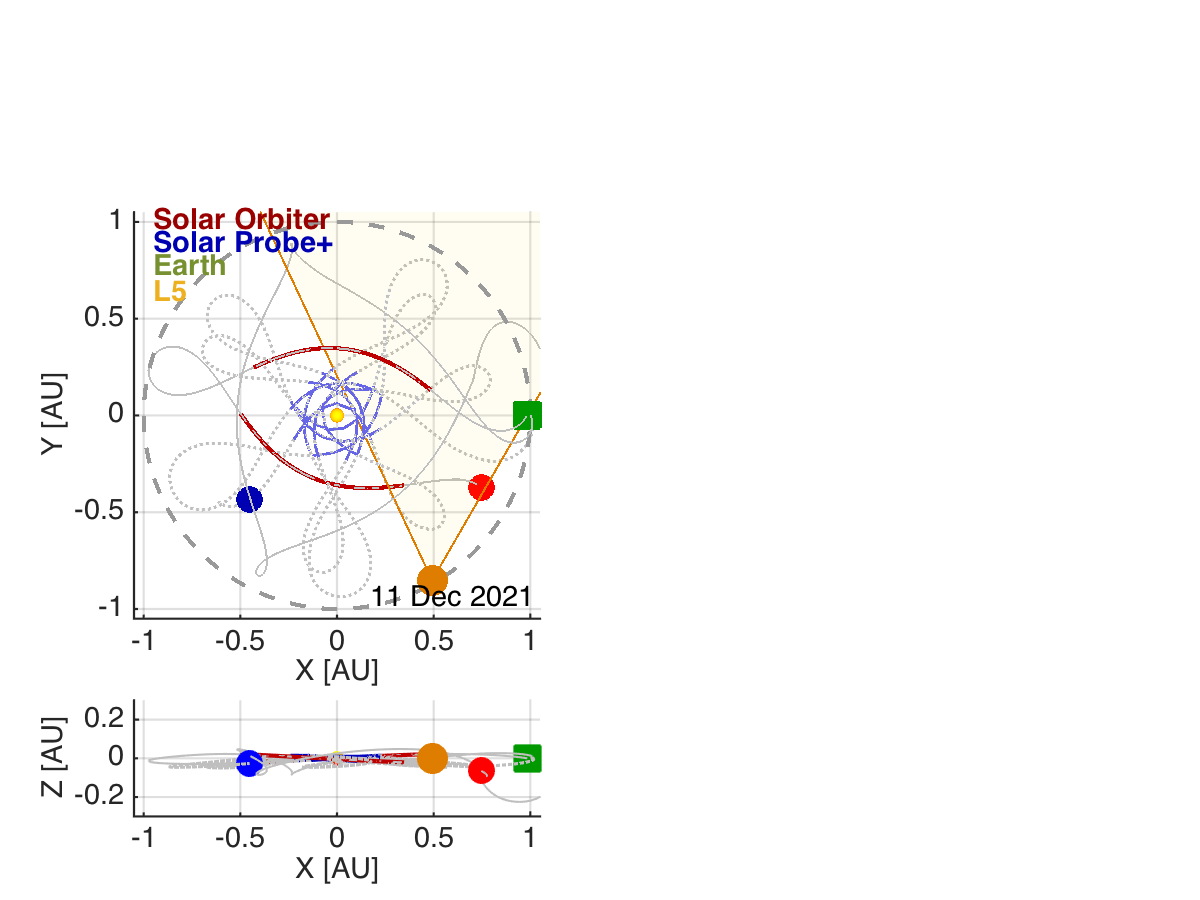 Solar Orbiter
Solar Probe+
Earth
L5
1
0.5
0
-0.5
-1
Y [AU]
11 Dec 2021
-1 -0.5 0 0.5 1
X [AU]
0.2
0
-0.2
Z [AU]
-1 -0.5 0 0.5 1
X [AU]